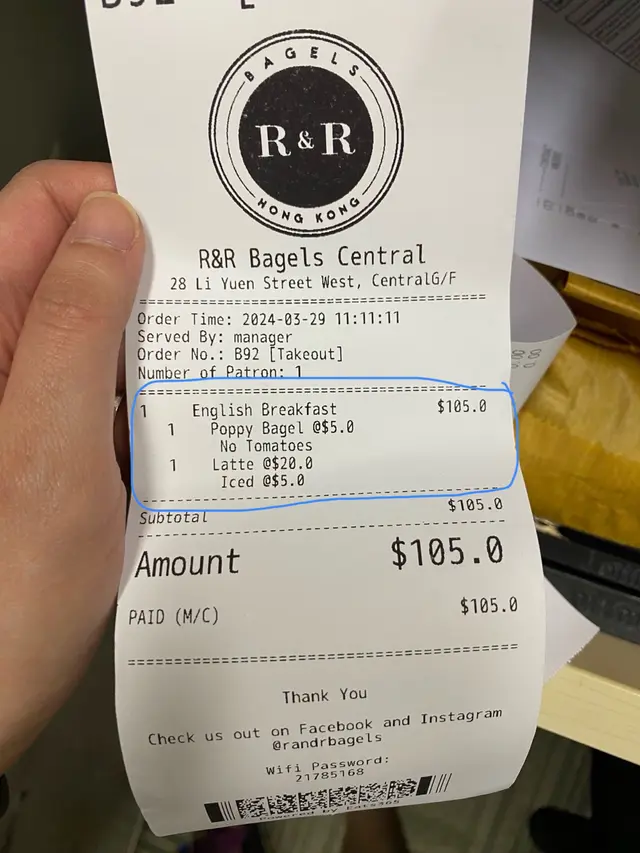 BAGELS
R & R
HONG KONG
R&R Bagels Central
28 Li Yuen Street West, CentralG/F
Order Time: 2024-03-29 11:11:11
Served By: manager
Order No.: B92 [Takeout]
Number of Patron: 1
1 English Breakfast $105.0
1 Poppy Bagel @$5.0
No Tomatoes
1 Latte @$20.0
Iced @$5.0
Subtotal $105.0
Amount $105.0
PAID (M/C) $105.0
Thank You
Check us out on Facebook and Instagram
@randrbagels
Wifi Password:
21785168
Powered by Eats365